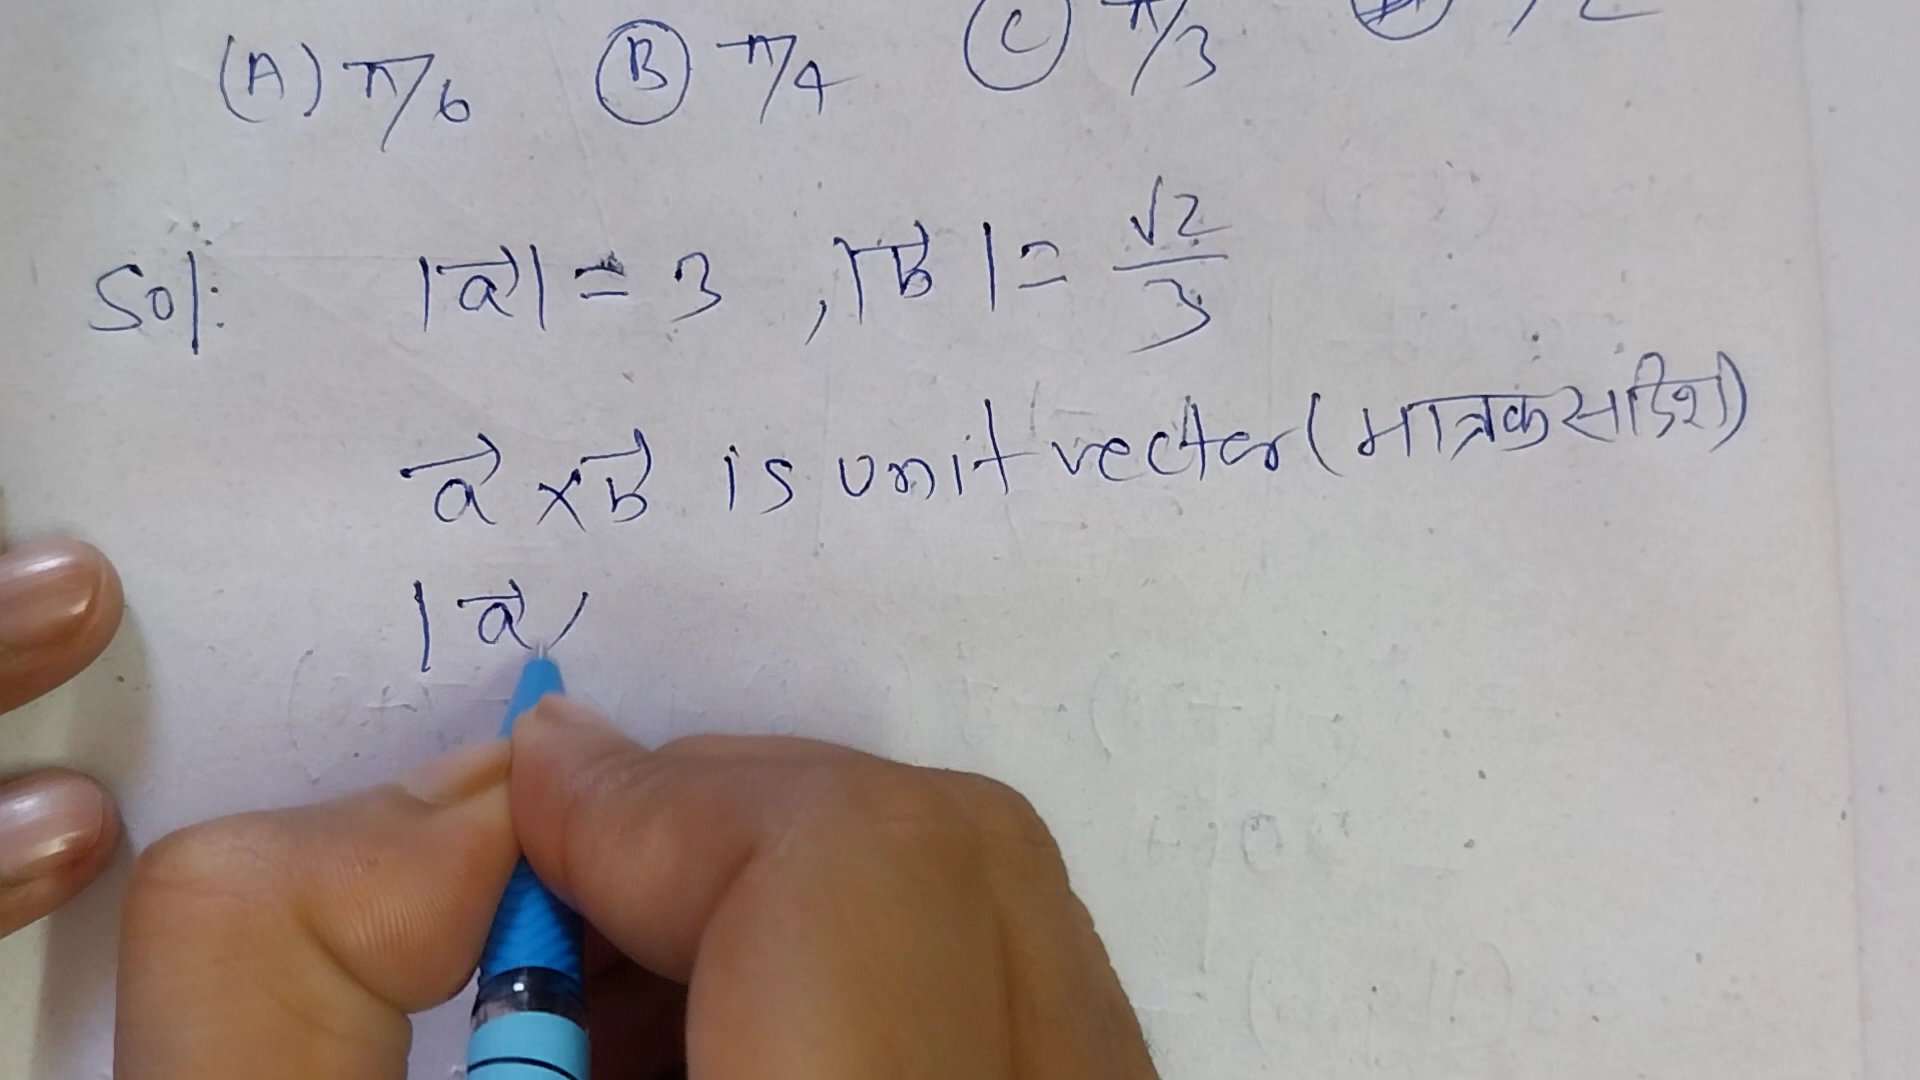 (A) π/6 (B) π/4 (C) π/3
Sol: |a⃗| = 3 , |b⃗| = √2/3
a⃗ × b⃗ is unit vector (मात्रक सदिश)
|a⃗